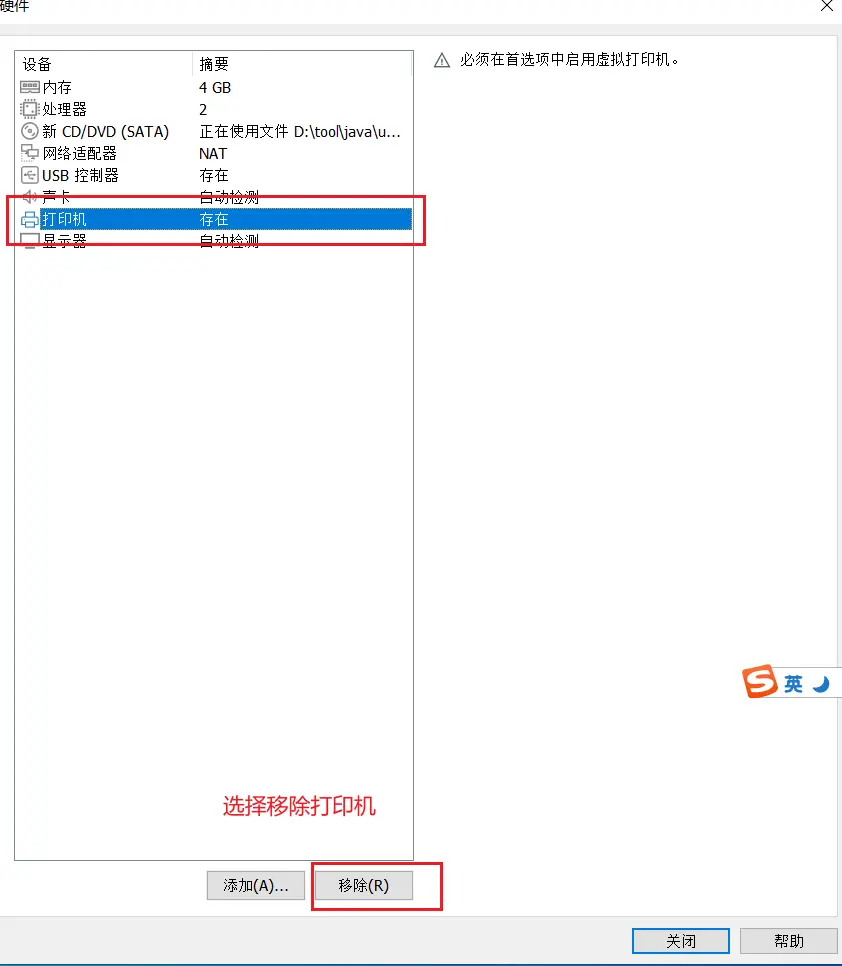 硬件
设备 摘要
内存 4 GB
处理器 2
新 CD/DVD (SATA) 正在使用文件 D:\tool\java\u...
网络适配器 NAT
USB 控制器 存在
声卡 自动检测
打印机 存在
显示器 自动检测
必须在首选项中启用虚拟打印机。
S 英
选择移除打印机
添加(A)... 移除(R)
关闭 帮助